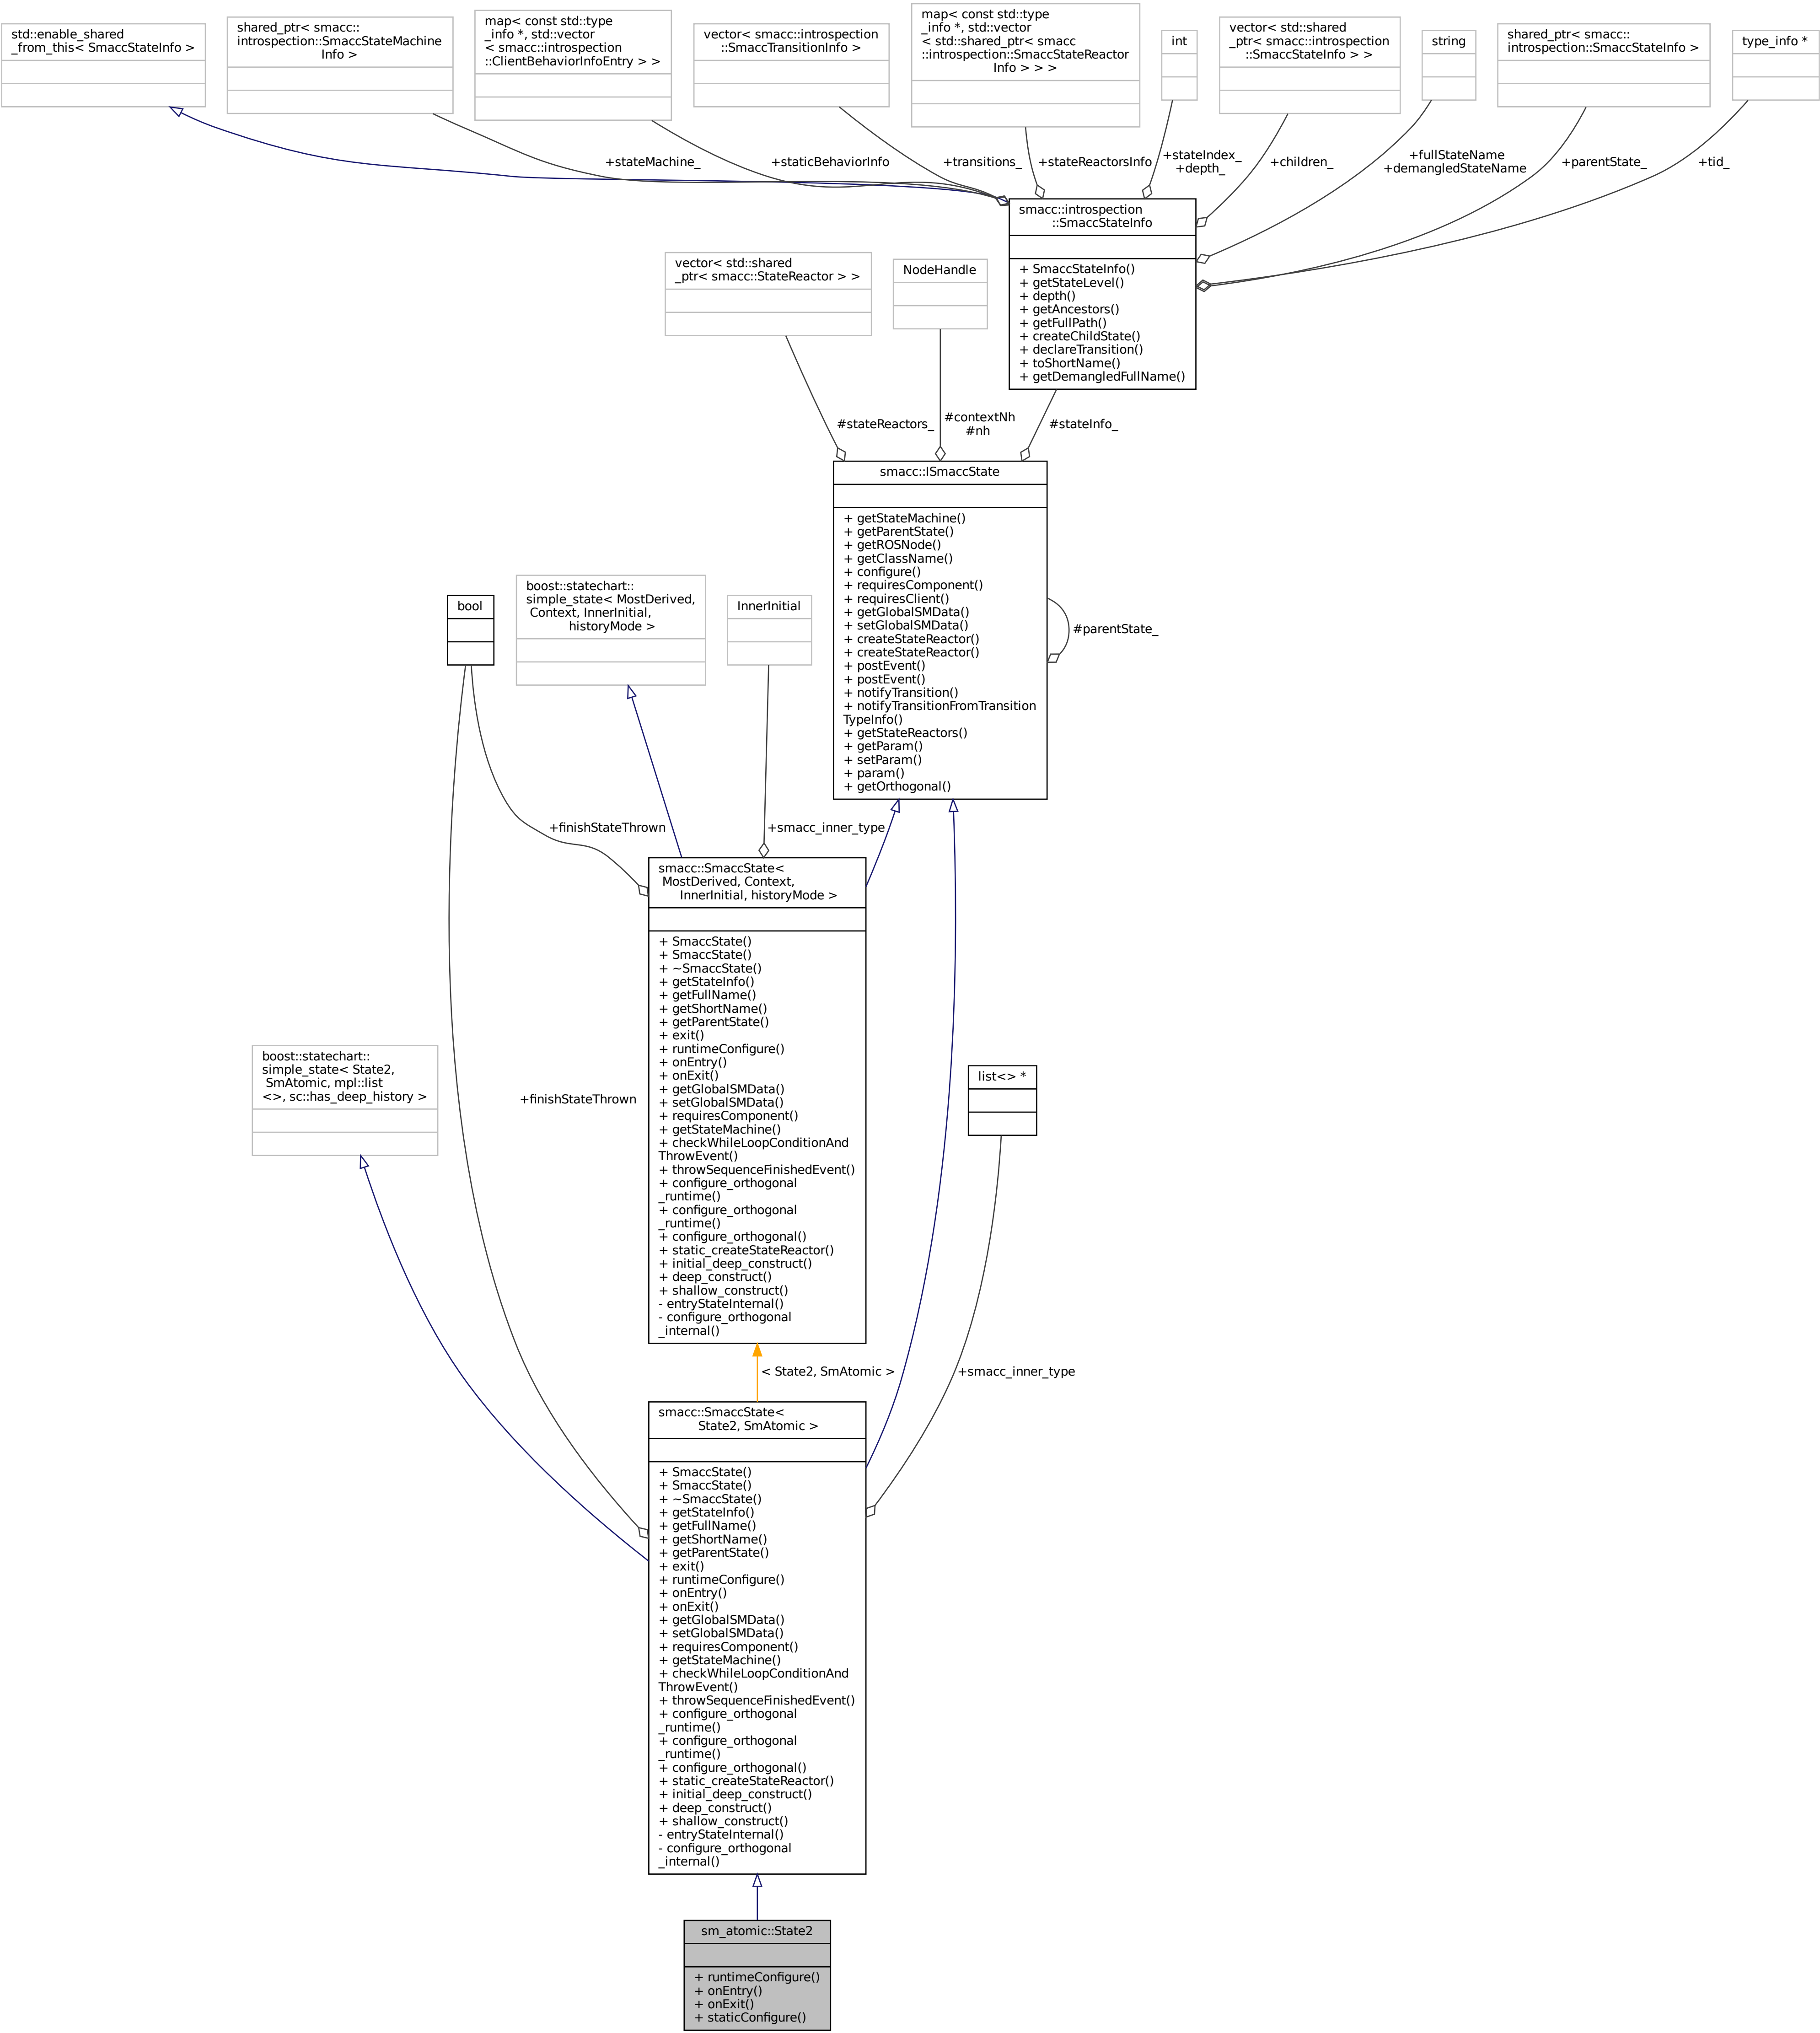 std::enable_shared
_from_this< SmaccStateInfo >
shared_ptr< smacc::
introspection::SmaccStateMachine
Info >
map< const std::type
_info *, std::vector
< smacc::introspection
::ClientBehaviorInfoEntry > >
vector< smacc::introspection
::SmaccTransitionInfo >
map< const std::type
_info *, std::vector
< std::shared_ptr< smacc
::introspection::SmaccStateReactor
Info > > >
int
vector< std::shared
_ptr< smacc::introspection
::SmaccStateInfo > >
string
shared_ptr< smacc::
introspection::SmaccStateInfo >
type_info *
+stateMachine_
+staticBehaviorInfo
+transitions_
+stateReactorsInfo
+stateIndex_
+depth_
+children_
+fullStateName
+demangledStateName
+parentState_
+tid_
smacc::introspection
::SmaccStateInfo
+ SmaccStateInfo()
+ getStateLevel()
+ depth()
+ getAncestors()
+ getFullPath()
+ createChildState()
+ declareTransition()
+ toShortName()
+ getDemangledFullName()
vector< std::shared
_ptr< smacc::StateReactor > >
NodeHandle
#stateReactors_
#contextNh
#nh
#stateInfo_
smacc::ISmaccState
+ getStateMachine()
+ getParentState()
+ getROSNode()
+ getClassName()
+ configure()
+ requiresComponent()
+ requiresClient()
+ getGlobalSMData()
+ setGlobalSMData()
+ createStateReactor()
+ createStateReactor()
+ postEvent()
+ postEvent()
+ notifyTransition()
+ notifyTransitionFromTransition
TypeInfo()
+ getStateReactors()
+ getParam()
+ setParam()
+ param()
+ getOrthogonal()
#parentState_
bool
boost::statechart::
simple_state< MostDerived,
Context, InnerInitial,
historyMode >
InnerInitial
+finishStateThrown
+smacc_inner_type
smacc::SmaccState<
MostDerived, Context,
InnerInitial, historyMode >
+ SmaccState()
+ SmaccState()
+ ~SmaccState()
+ getStateInfo()
+ getFullName()
+ getShortName()
+ getParentState()
+ exit()
+ runtimeConfigure()
+ onEntry()
+ onExit()
+ getGlobalSMData()
+ setGlobalSMData()
+ requiresComponent()
+ getStateMachine()
+ checkWhileLoopConditionAnd
ThrowEvent()
+ throwSequenceFinishedEvent()
+ configure_orthogonal
_runtime()
+ configure_orthogonal
_runtime()
+ configure_orthogonal()
+ static_createStateReactor()
+ initial_deep_construct()
+ deep_construct()
+ shallow_construct()
- entryStateInternal()
- configure_orthogonal
_internal()
boost::statechart::
simple_state< State2,
SmAtomic, mpl::list
<>, sc::has_deep_history >
+finishStateThrown
list<> *
< State2, SmAtomic >
+smacc_inner_type
smacc::SmaccState<
State2, SmAtomic >
+ SmaccState()
+ SmaccState()
+ ~SmaccState()
+ getStateInfo()
+ getFullName()
+ getShortName()
+ getParentState()
+ exit()
+ runtimeConfigure()
+ onEntry()
+ onExit()
+ getGlobalSMData()
+ setGlobalSMData()
+ requiresComponent()
+ getStateMachine()
+ checkWhileLoopConditionAnd
ThrowEvent()
+ throwSequenceFinishedEvent()
+ configure_orthogonal
_runtime()
+ configure_orthogonal
_runtime()
+ configure_orthogonal()
+ static_createStateReactor()
+ initial_deep_construct()
+ deep_construct()
+ shallow_construct()
- entryStateInternal()
- configure_orthogonal
_internal()
sm_atomic::State2
+ runtimeConfigure()
+ onEntry()
+ onExit()
+ staticConfigure()